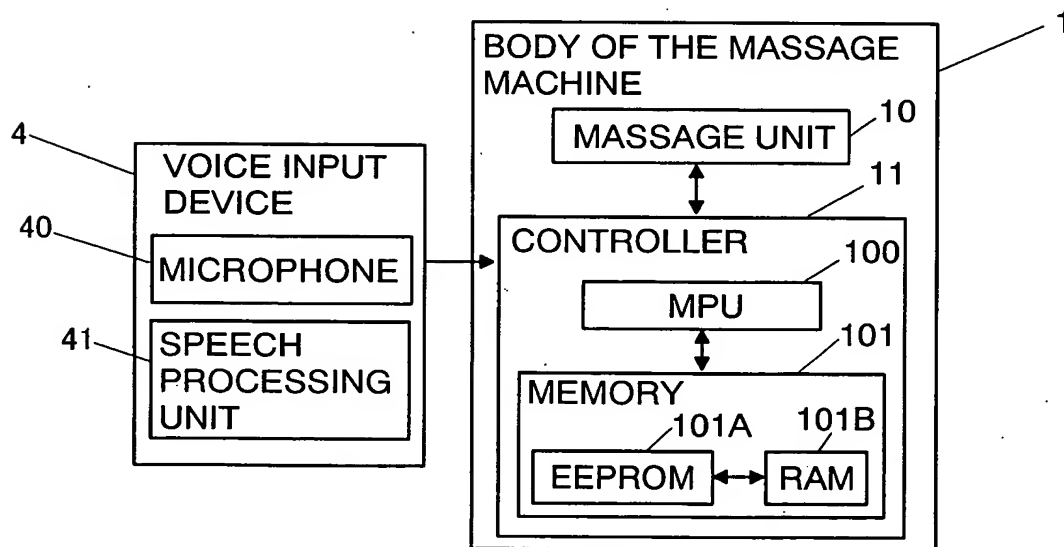 1
BODY OF THE MASSAGE
MACHINE
10
MASSAGE UNIT
4
VOICE INPUT
DEVICE
11
40
CONTROLLER
MICROPHONE
100
MPU
41
SPEECH
PROCESSING
UNIT
101
MEMORY
101A
101B
EEPROM
RAM